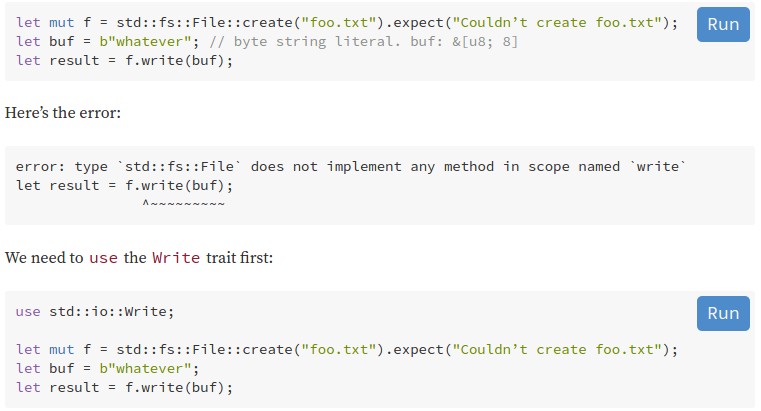 let mut f = std::fs::File::create("foo.txt").expect("Couldn’t create foo.txt");
Run
let buf = b"whatever"; // byte string literal. buf: &[u8; 8]
let result = f.write(buf);
Here’s the error:
error: type `std::fs::File` does not implement any method in scope named `write`
let result = f.write(buf);
^~~~~~~~~~
We need to use the Write trait first:
use std::io::Write;
Run
let mut f = std::fs::File::create("foo.txt").expect("Couldn’t create foo.txt");
let buf = b"whatever";
let result = f.write(buf);